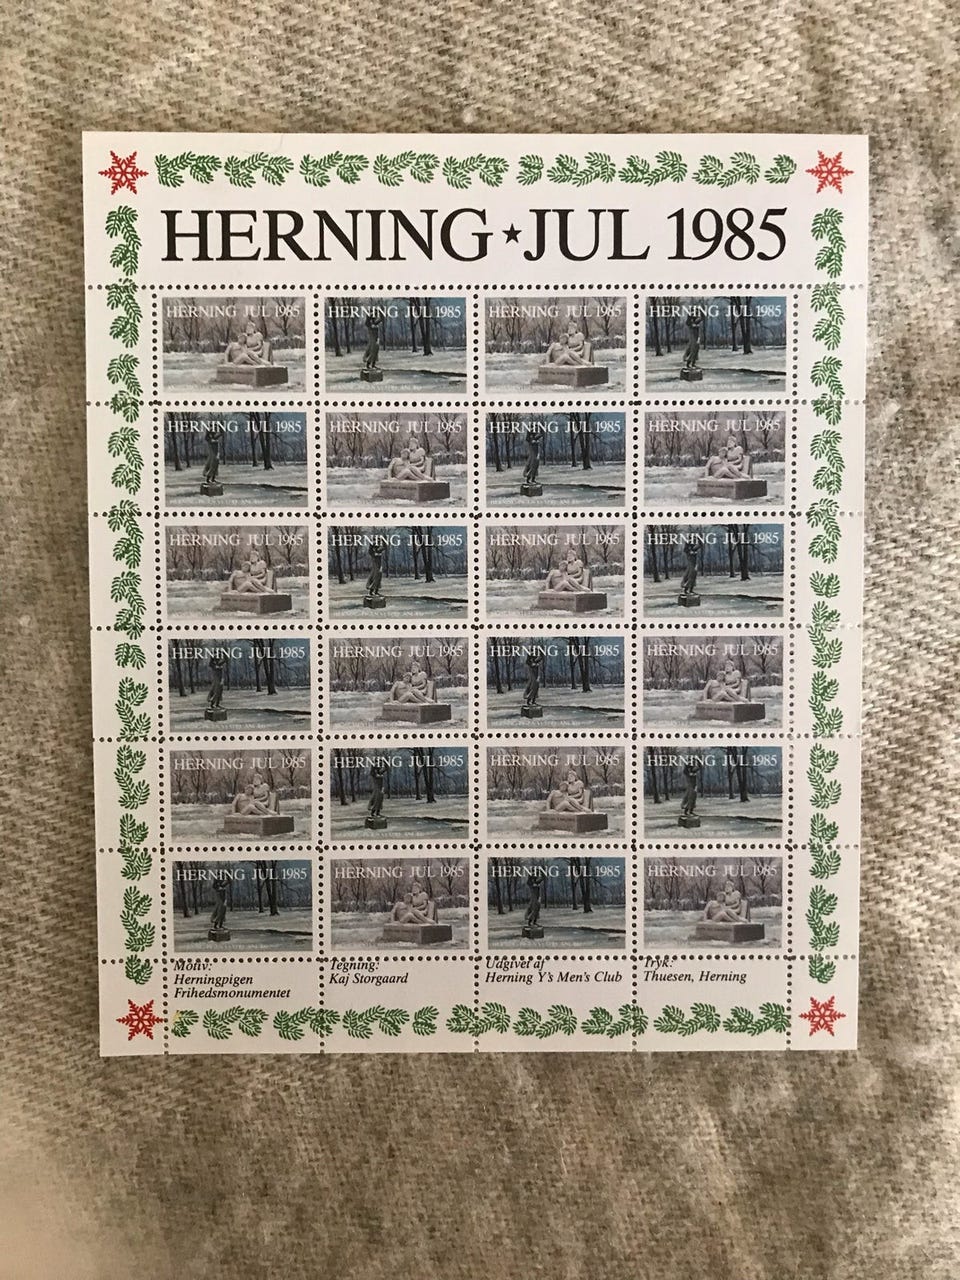 HERNING ★ JUL 1985
HERNING JUL 1985 HERNING JUL 1985 HERNING JUL 1985 HERNING JUL 1985
HERNING JUL 1985 HERNING JUL 1985 HERNING JUL 1985 HERNING JUL 1985
HERNING JUL 1985 HERNING JUL 1985 HERNING JUL 1985 HERNING JUL 1985
HERNING JUL 1985 HERNING JUL 1985 HERNING JUL 1985 HERNING JUL 1985
HERNING JUL 1985 HERNING JUL 1985 HERNING JUL 1985 HERNING JUL 1985
HERNING JUL 1985 HERNING JUL 1985 HERNING JUL 1985 HERNING JUL 1985
Motiv:
Herningpigen
Frihedsmonumentet
Tegning:
Kaj Storgaard
Udgivet af
Herning Y's Men's Club
Tryk:
Thuesen, Herning